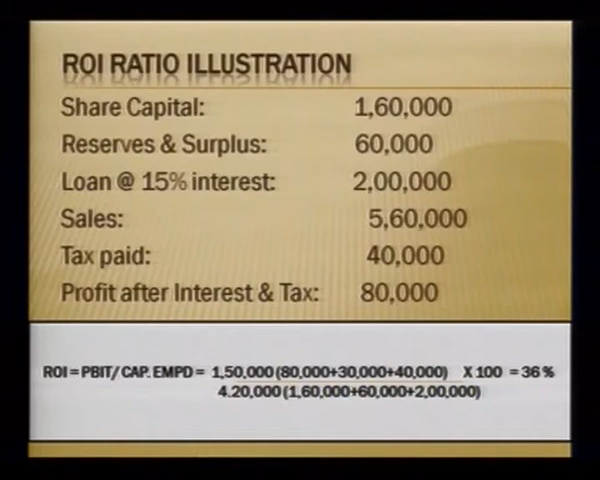 ROI RATIO ILLUSTRATION
Share Capital: 1,60,000
Reserves & Surplus: 60,000
Loan @ 15% interest: 2,00,000
Sales: 5,60,000
Tax paid: 40,000
Profit after Interest & Tax: 80,000
ROI = PBIT/ CAP. EMPD = 1,50,000 (80,000+30,000+40,000) X 100 = 36 %
4.20,000 (1,60,000+60,000+2,00,000)